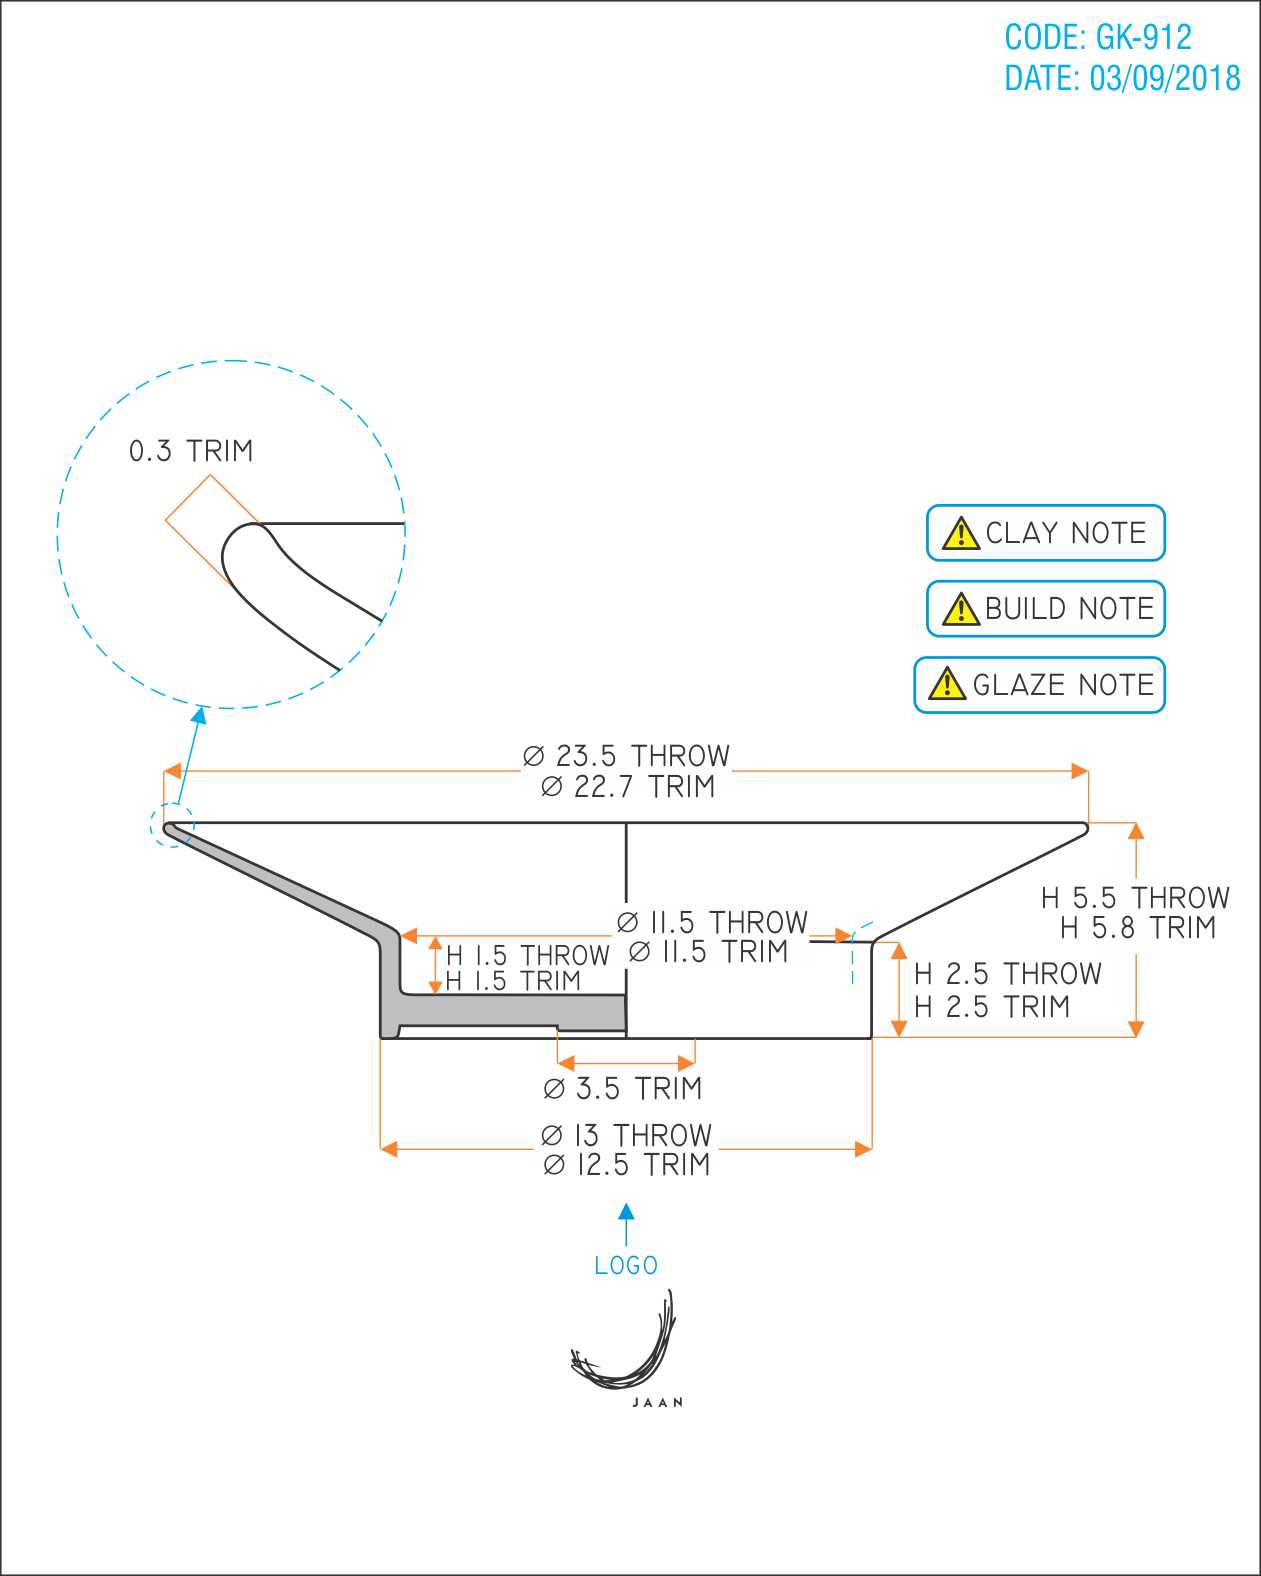 CODE: GK-912
DATE: 03/09/2018
0.3 TRIM
CLAY NOTE
BUILD NOTE
GLAZE NOTE
Ø 23.5 THROW
Ø 22.7 TRIM
H 5.5 THROW
H 5.8 TRIM
Ø 11.5 THROW
Ø 11.5 TRIM
H 1.5 THROW
H 1.5 TRIM
H 2.5 THROW
H 2.5 TRIM
Ø 3.5 TRIM
Ø 13 THROW
Ø 12.5 TRIM
LOGO
JAAN